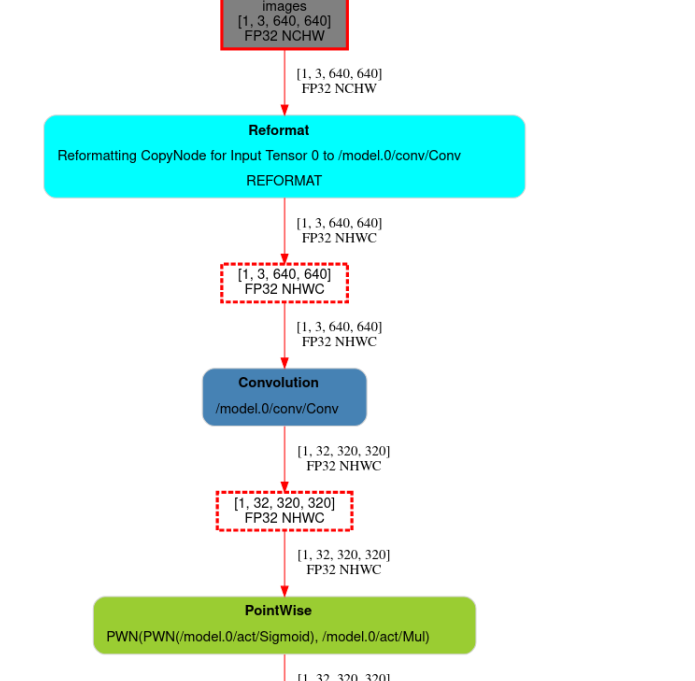 images
[1, 3, 640, 640]
FP32 NCHW
[1, 3, 640, 640]
FP32 NCHW
Reformat
Reformatting CopyNode for Input Tensor 0 to /model.0/conv/Conv
REFORMAT
[1, 3, 640, 640]
FP32 NHWC
[1, 3, 640, 640]
FP32 NHWC
[1, 3, 640, 640]
FP32 NHWC
Convolution
/model.0/conv/Conv
[1, 32, 320, 320]
FP32 NHWC
[1, 32, 320, 320]
FP32 NHWC
[1, 32, 320, 320]
FP32 NHWC
PointWise
PWN(PWN(/model.0/act/Sigmoid), /model.0/act/Mul)
[1, 32, 320, 320]